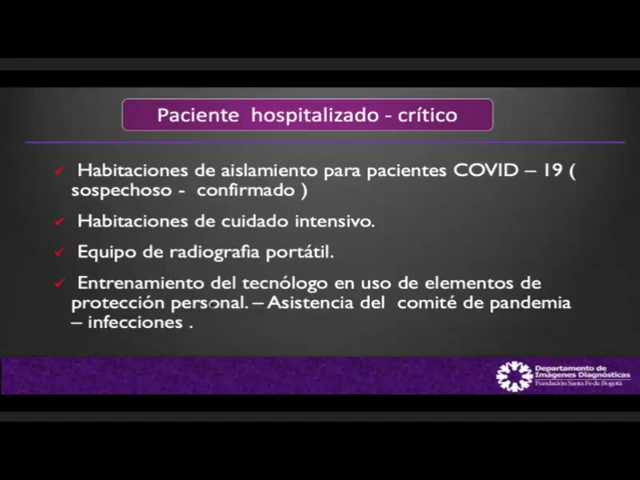 Paciente hospitalizado - crítico
Habitaciones de aislamiento para pacientes COVID – 19 (
sospechoso - confirmado )
Habitaciones de cuidado intensivo.
Equipo de radiografia portátil.
Entrenamiento del tecnólogo en uso de elementos de
protección personal. – Asistencia del comité de pandemia
– infecciones .
Departamento de
Imágenes Diagnósticas
Fundación Santa Fe de Bogotá